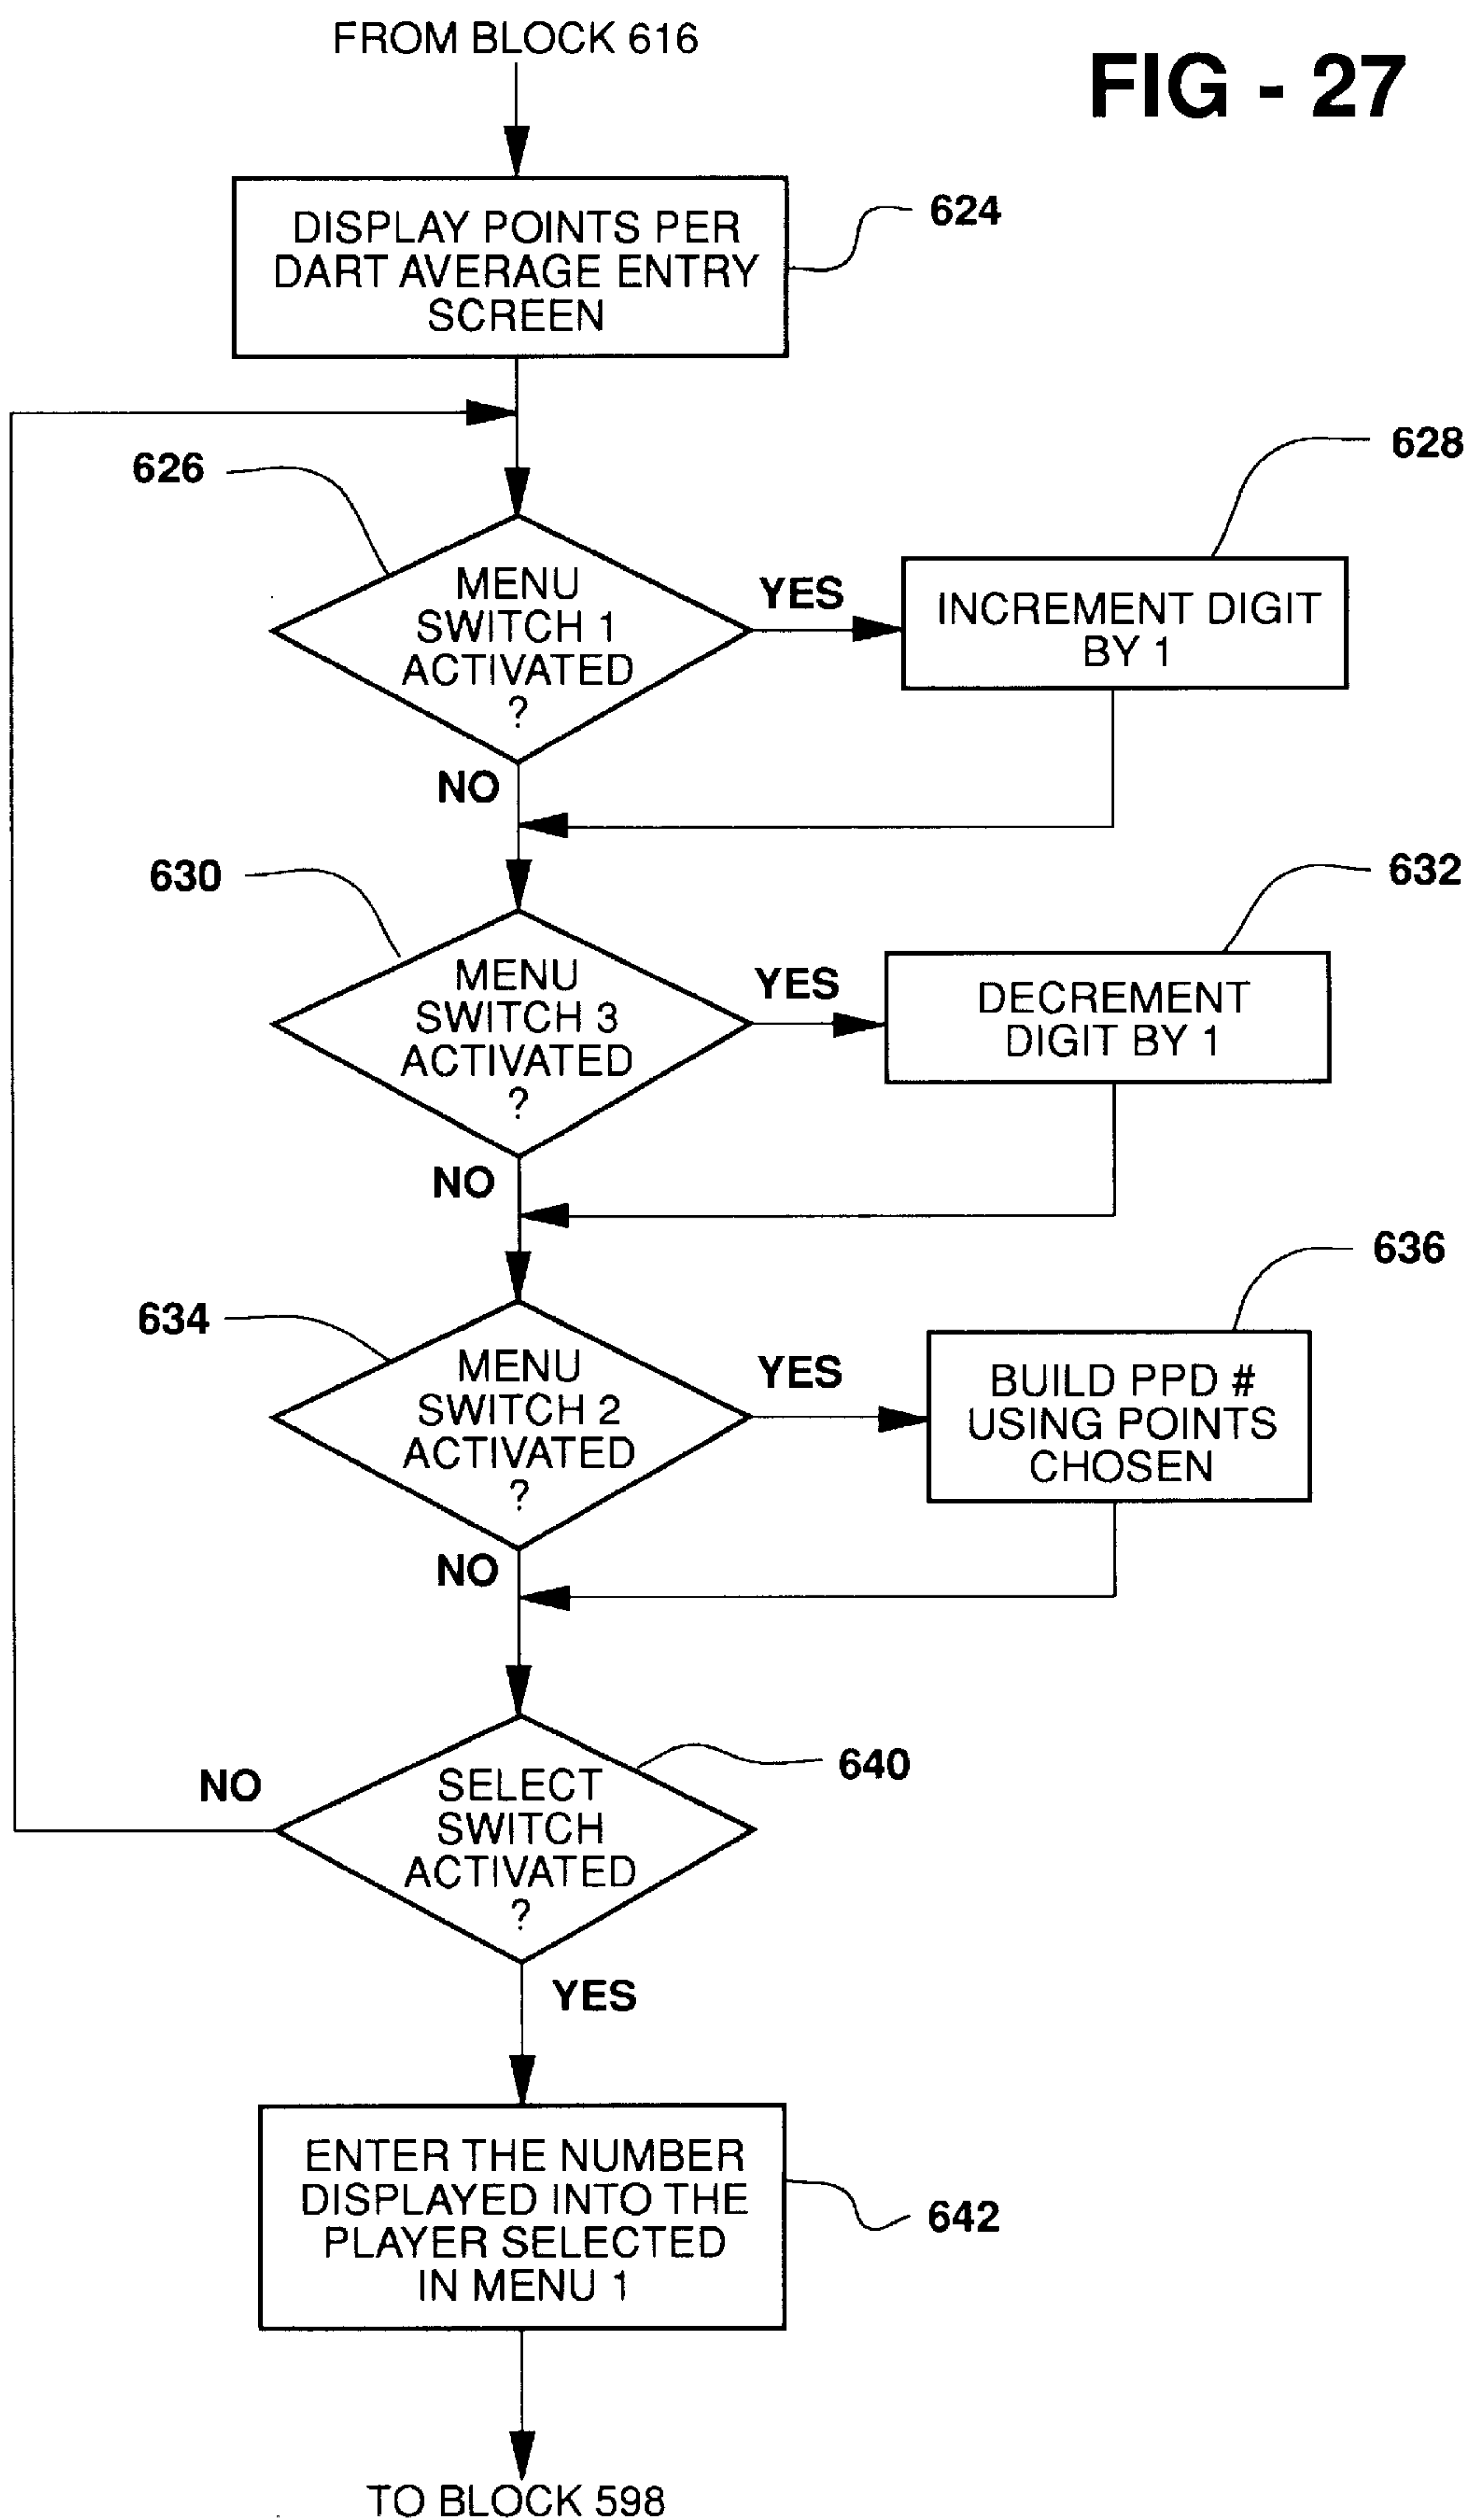 FROM BLOCK 616
FIG - 27
DISPLAY POINTS PER
DART AVERAGE ENTRY
SCREEN
624
626
MENU
SWITCH 1
ACTIVATED
?
YES
NO
628
INCREMENT DIGIT
BY 1
630
MENU
SWITCH 3
ACTIVATED
?
YES
NO
632
DECREMENT
DIGIT BY 1
634
MENU
SWITCH 2
ACTIVATED
?
YES
NO
636
BUILD PPD #
USING POINTS
CHOSEN
640
SELECT
SWITCH
ACTIVATED
?
NO
YES
ENTER THE NUMBER
DISPLAYED INTO THE
PLAYER SELECTED
IN MENU 1
642
TO BLOCK 598